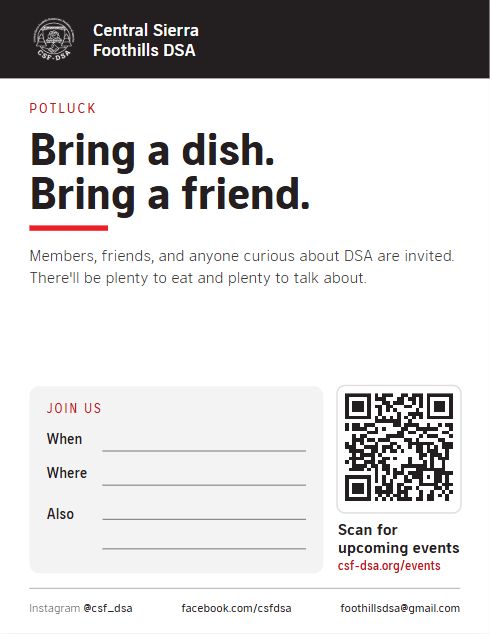 CSF-DSA
Central Sierra
Foothills DSA
POTLUCK
Bring a dish.
Bring a friend.
Members, friends, and anyone curious about DSA are invited.
There'll be plenty to eat and plenty to talk about.
JOIN US
When
Where
Also
Scan for
upcoming events
csf-dsa.org/events
Instagram @csf_dsa
facebook.com/csfdsa
foothillsdsa@gmail.com